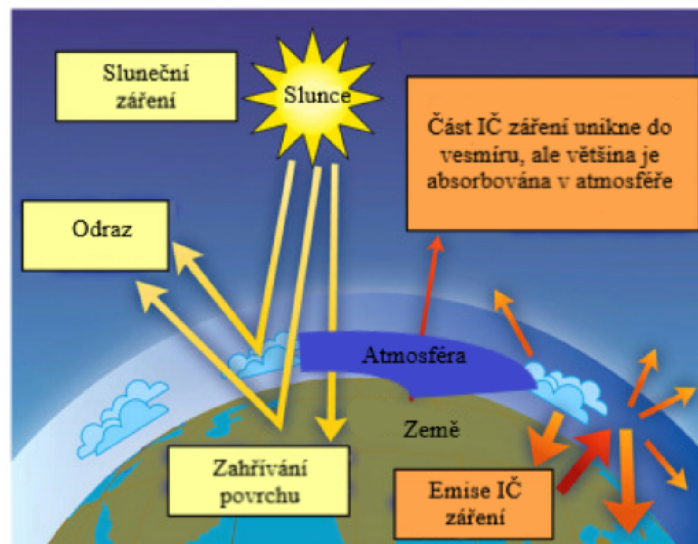 Sluneční
záření
Slunce
Část IČ záření unikne do
vesmíru, ale většina je
absorbována v atmosféře
Odraz
Atmosféra
Země
Zahřívání
povrchu
Emise IČ
záření